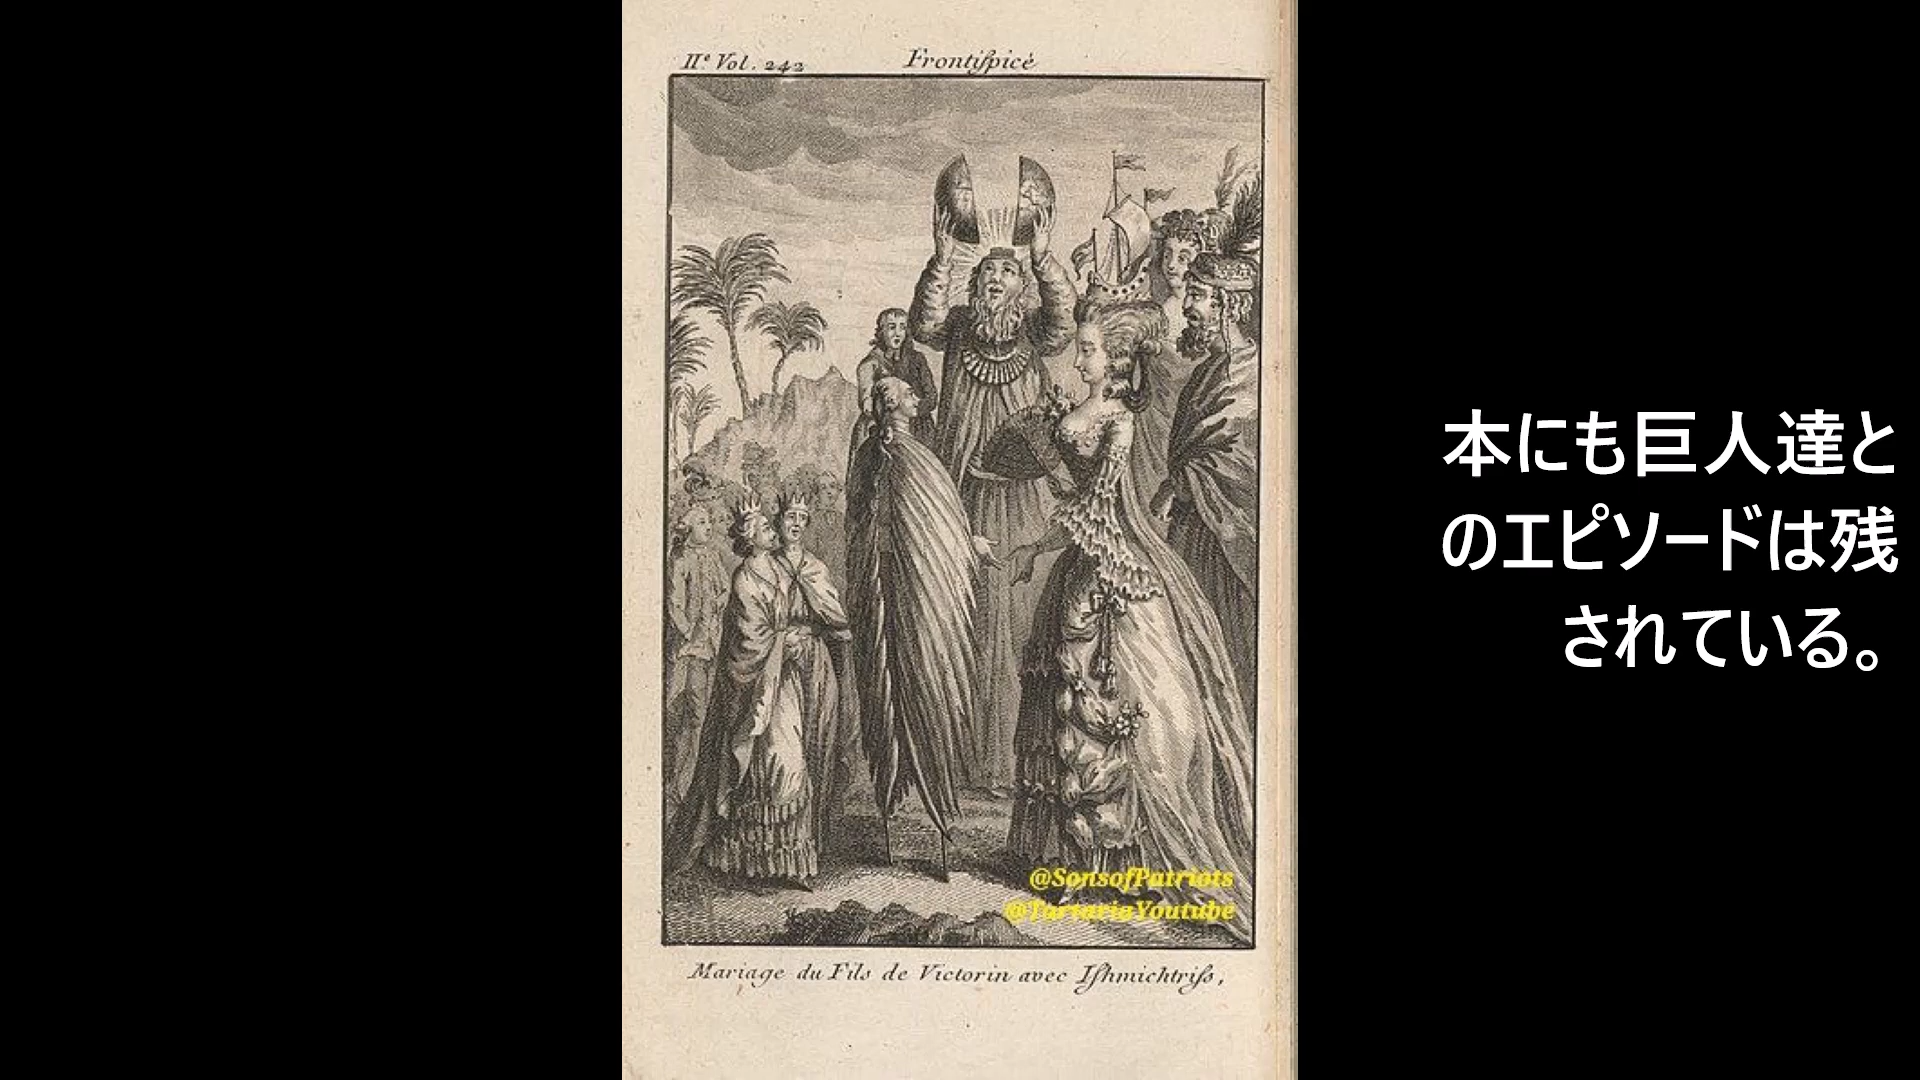 IIe. Vol. 242
Frontiſpicé
本にも巨人達と
のエピソードは残
されている。
@SonsofPatriots
@TartariaYoutube
Mariage du Fils de Victorin avec Iſhmichtriſs,